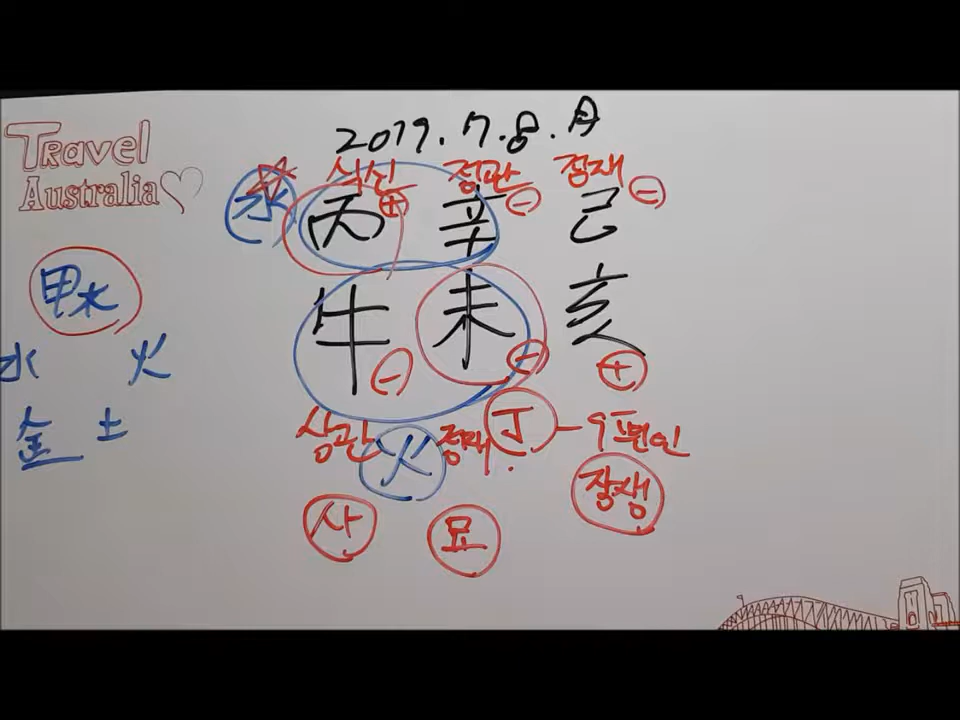 Travel
Australia
2019.7.8.月
식신 정관 정재
水 丙 + 辛 - 己 -
甲木
午 - 未 - 亥 +
水 火
金 土
상관 火 정재 丁 - 편인
사 묘 장생